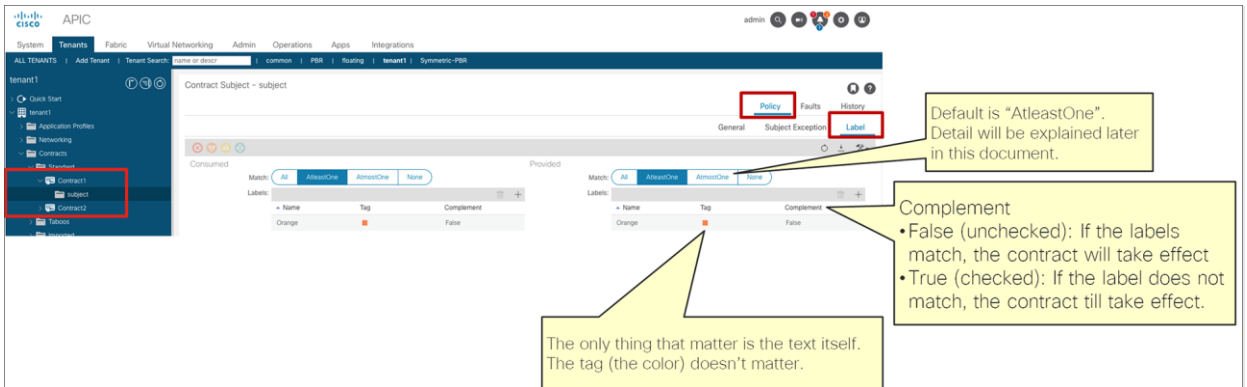 cisco
APIC
admin
System Tenants Fabric Virtual Networking Admin Operations Apps Integrations
ALL TENANTS | Add Tenant | Tenant Search: name or descr | common | PBR | floating | tenant1 | Symmetric-PBR
tenant1
Quick Start
tenant1
Application Profiles
Networking
Contracts
Standard
Contract1
subject
Contract2
Taboos
Imported
Contract Subject - subject
Policy Faults History
General Subject Exception Label
Consumed
Match: All AtleastOne AtmostOne None
Labels:
Name Tag Complement
Orange False
Provided
Match: All AtleastOne AtmostOne None
Labels:
Name Tag Complement
Orange False
Default is “AtleastOne”.
Detail will be explained later
in this document.
Complement
•False (unchecked): If the labels
match, the contract will take effect
•True (checked): If the label does not
match, the contract till take effect.
The only thing that matter is the text itself.
The tag (the color) doesn’t matter.